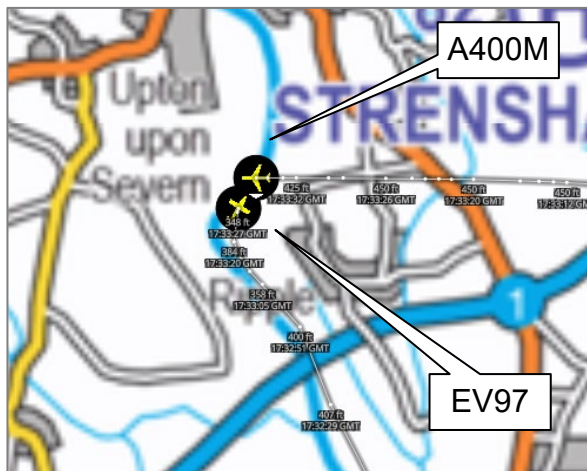 A400M
Upton
upon
Severn
STRENSHA
425 ft
17:33:32 GMT
450 ft
17:33:26 GMT
450 ft
17:33:20 GMT
450 ft
17:33:12 GMT
348 ft
17:33:27 GMT
384 ft
17:33:20 GMT
358 ft
17:33:05 GMT
Ripple
400 ft
17:32:51 GMT
1
407 ft
17:32:29 GMT
EV97